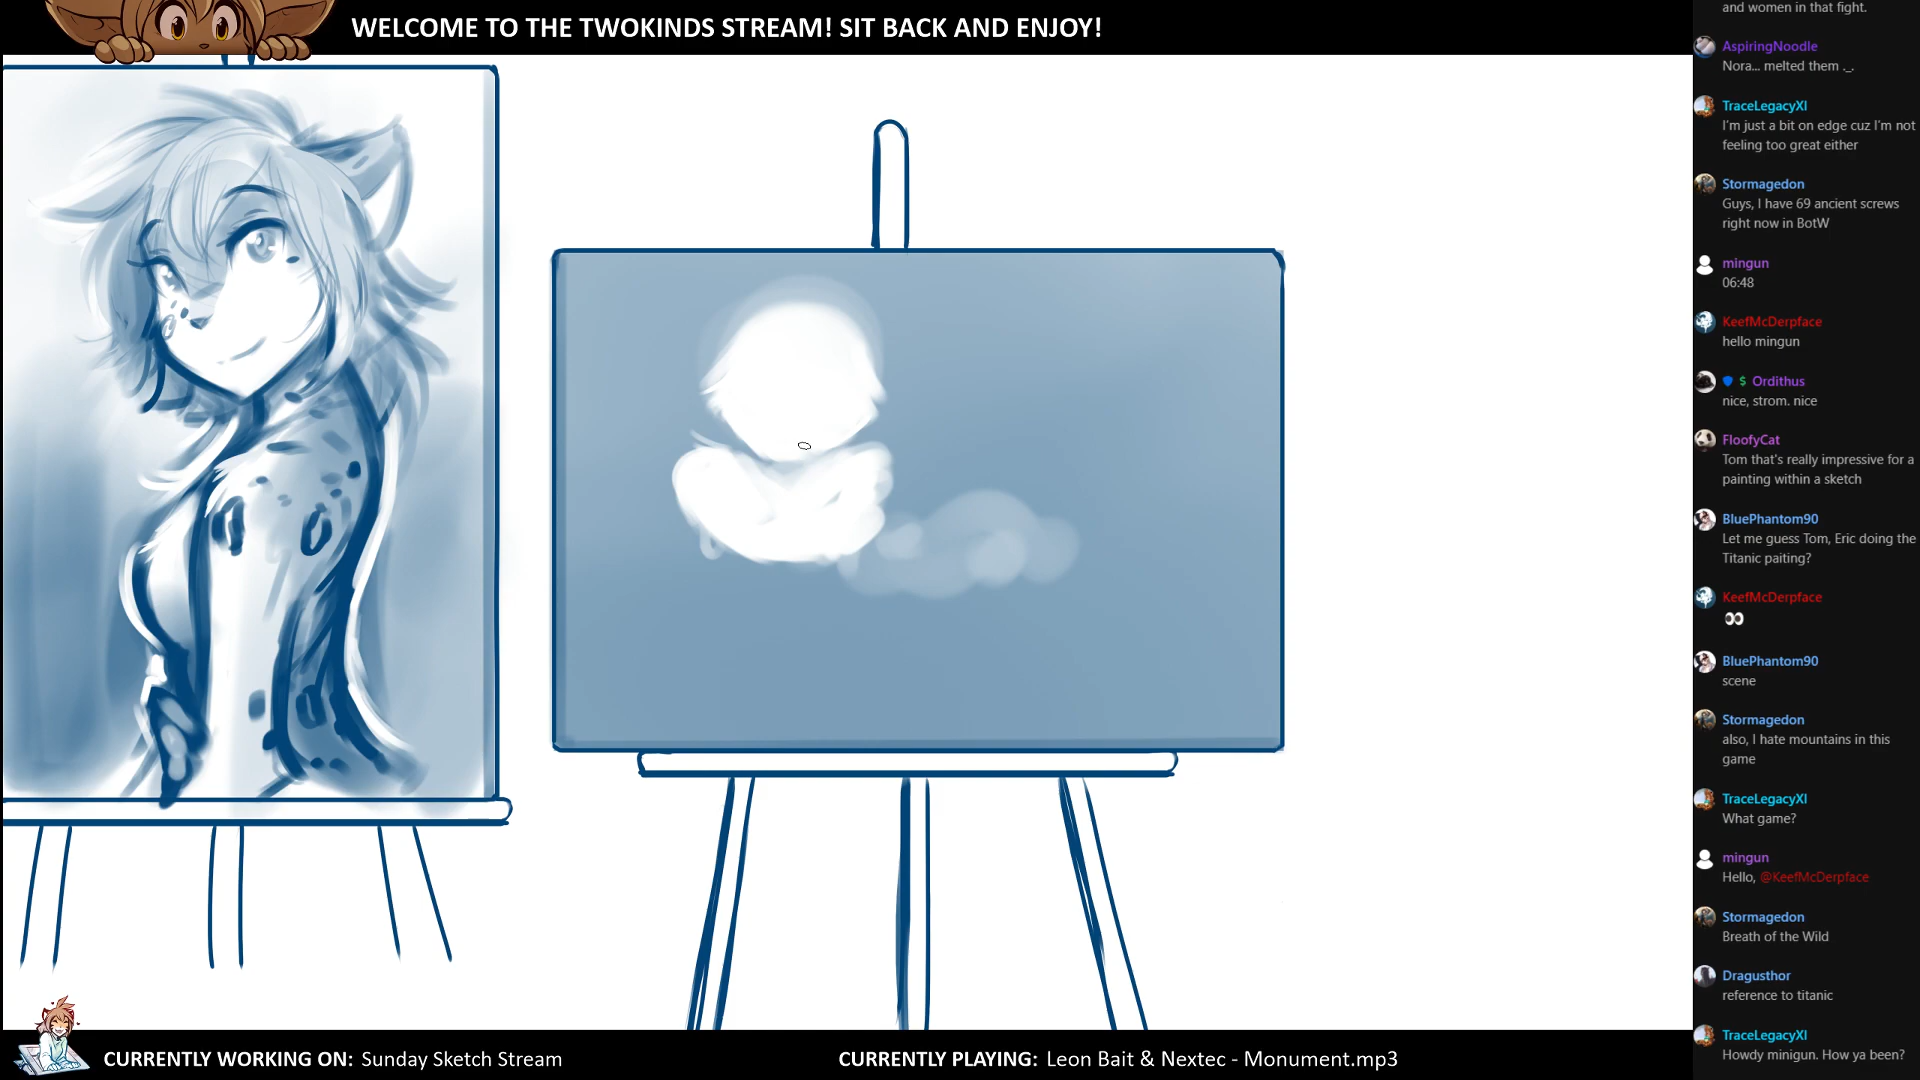 WELCOME TO THE TWOKINDS STREAM! SIT BACK AND ENJOY!
and women in that fight.
AspiringNoodle
Nora... melted them ._.
TraceLegacyXI
I'm just a bit on edge cuz I'm not
feeling too great either
Stormagedon
Guys, I have 69 ancient screws
right now in BotW
mingun
06:48
KeefMcDerpface
hello mingun
$ Ordithus
nice, strom. nice
FloofyCat
Tom that's really impressive for a
painting within a sketch
BluePhantom90
Let me guess Tom, Eric doing the
Titanic paiting?
KeefMcDerpface
BluePhantom90
scene
Stormagedon
also, I hate mountains in this
game
TraceLegacyXI
What game?
mingun
Hello, @KeefMcDerpface
Stormagedon
Breath of the Wild
Dragusthor
reference to titanic
TraceLegacyXI
Howdy minigun. How ya been?
CURRENTLY WORKING ON: Sunday Sketch Stream
CURRENTLY PLAYING: Leon Bait & Nextec - Monument.mp3